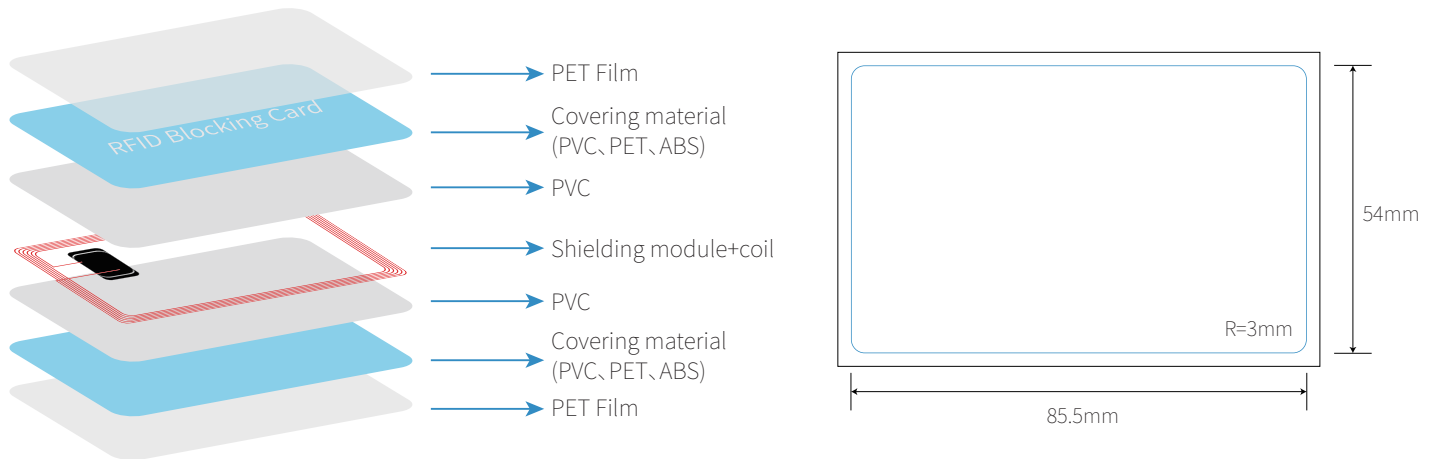 PET Film
RFID Blocking Card
Covering material
(PVC、PET、ABS)
PVC
Shielding module+coil
PVC
Covering material
(PVC、PET、ABS)
PET Film
54mm
R=3mm
85.5mm